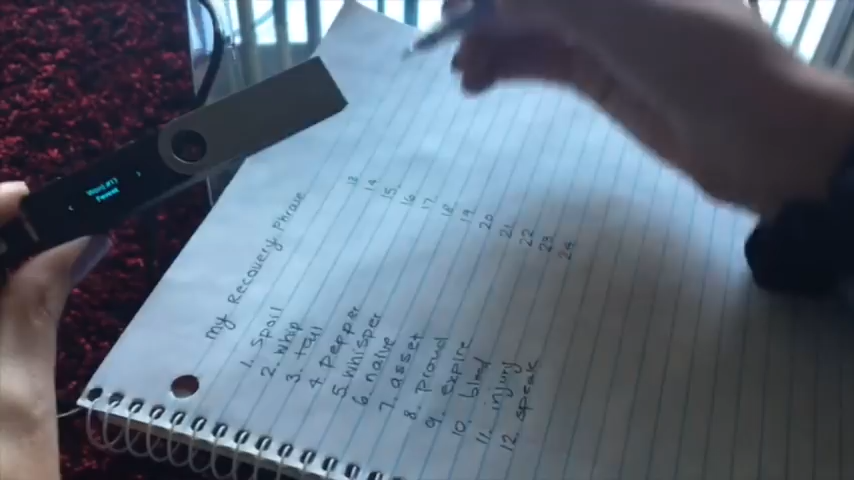 Word
My Recovery Phrase
1. spoil
2. whip
3. tail
4. pepper
5. whisper
6. naive
7. asset
8. proud
9. expire
10. blind
11. injury
12. speak
13
14
15.
16
17.
18.
19
20
21
22
23
24